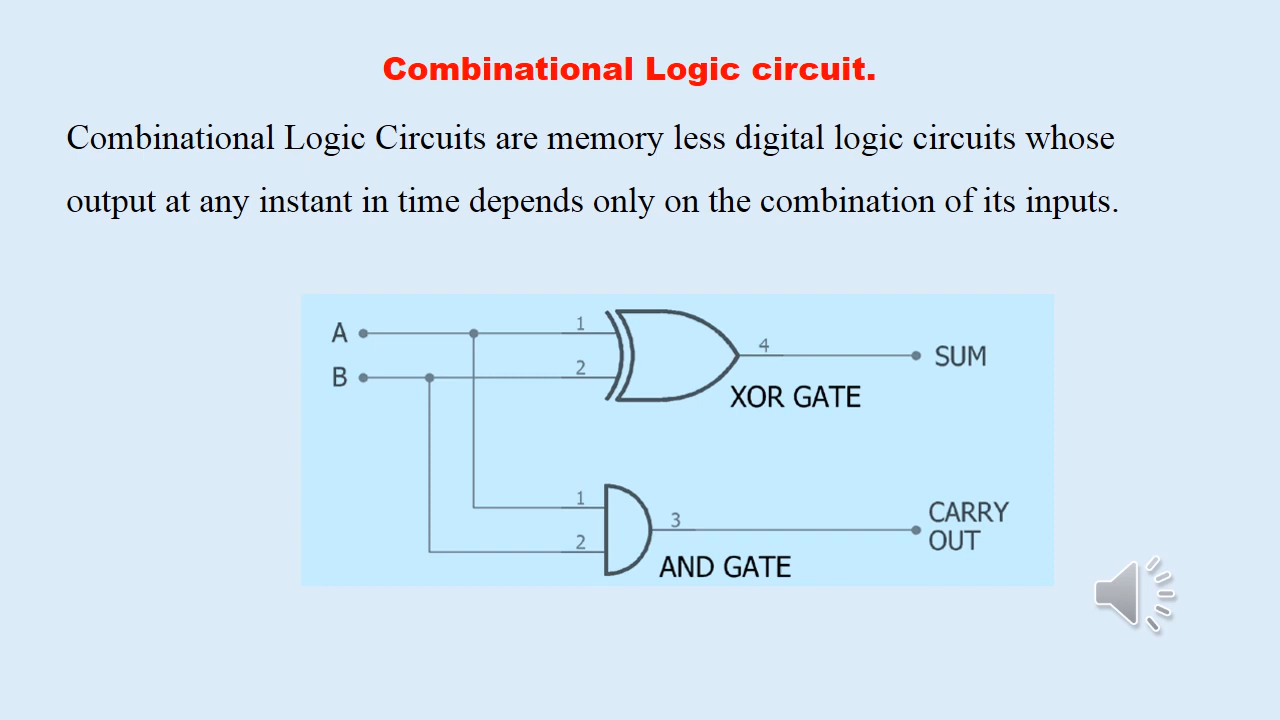 Combinational Logic circuit.
Combinational Logic Circuits are memory less digital logic circuits whose
output at any instant in time depends only on the combination of its inputs.
A
1
B
2
4
SUM
XOR GATE
1
2
3
CARRY
OUT
AND GATE